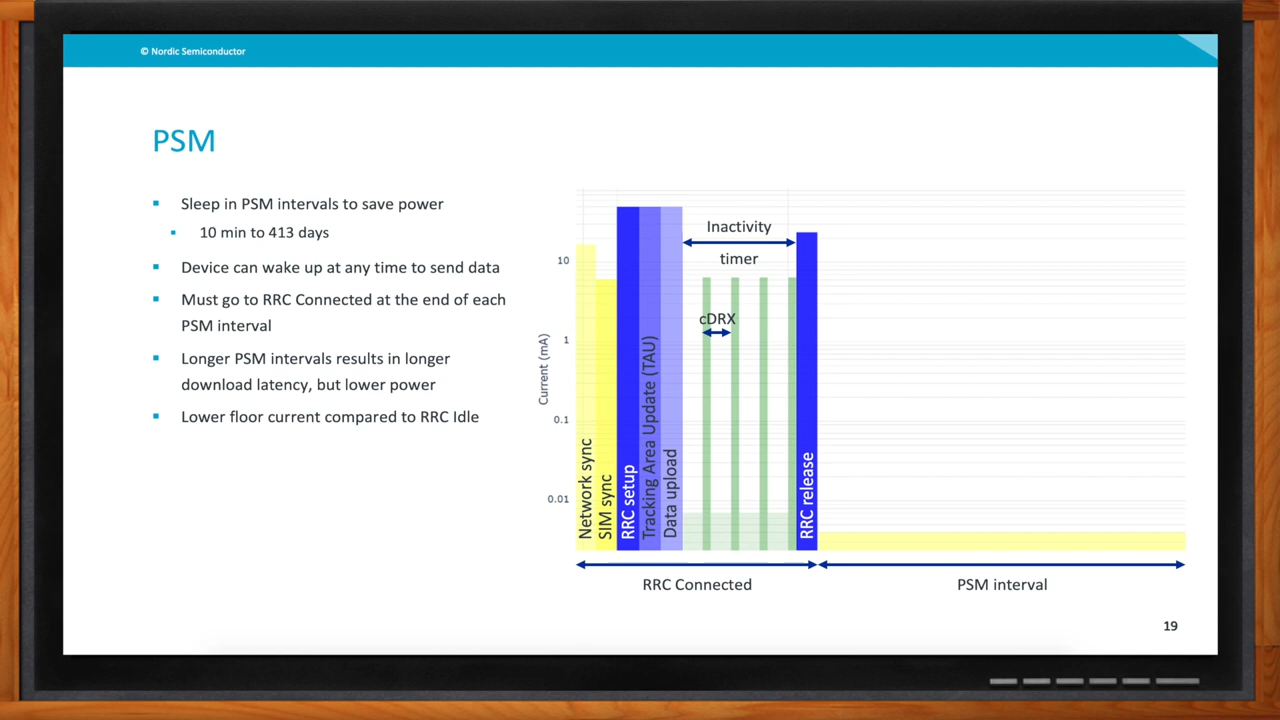 © Nordic Semiconductor
PSM
Sleep in PSM intervals to save power
10 min to 413 days
Device can wake up at any time to send data
Must go to RRC Connected at the end of each
PSM interval
Longer PSM intervals results in longer
download latency, but lower power
Lower floor current compared to RRC Idle
Inactivity
timer
cDRX
Current (mA)
10
1
0.1
0.01
Network sync
SIM sync
RRC setup
Tracking Area Update (TAU)
Data upload
RRC release
RRC Connected
PSM interval
19